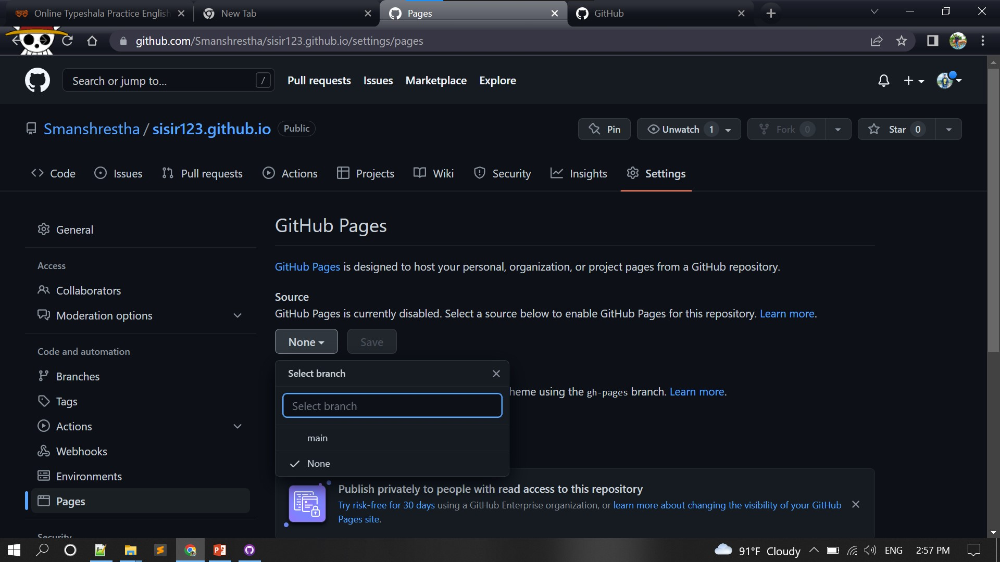 Online Typeshala Practice English
New Tab
Pages
GitHub
github.com/Smanshrestha/sisir123.github.io/settings/pages
Search or jump to... /
Pull requests Issues Marketplace Explore
Smanshrestha / sisir123.github.io Public
Pin Unwatch 1 Fork 0 Star 0
Code Issues Pull requests Actions Projects Wiki Security Insights Settings
General
Access
Collaborators
Moderation options
Code and automation
Branches
Tags
Actions
Webhooks
Environments
Pages
Security
GitHub Pages
GitHub Pages is designed to host your personal, organization, or project pages from a GitHub repository.
Source
GitHub Pages is currently disabled. Select a source below to enable GitHub Pages for this repository. Learn more.
None Save
Select branch
heme using the gh-pages branch. Learn more.
Select branch
main
None
Publish privately to people with read access to this repository
Try risk-free for 30 days using a GitHub Enterprise organization, or learn more about changing the visibility of your GitHub
Pages site.
91°F Cloudy ENG 2:57 PM